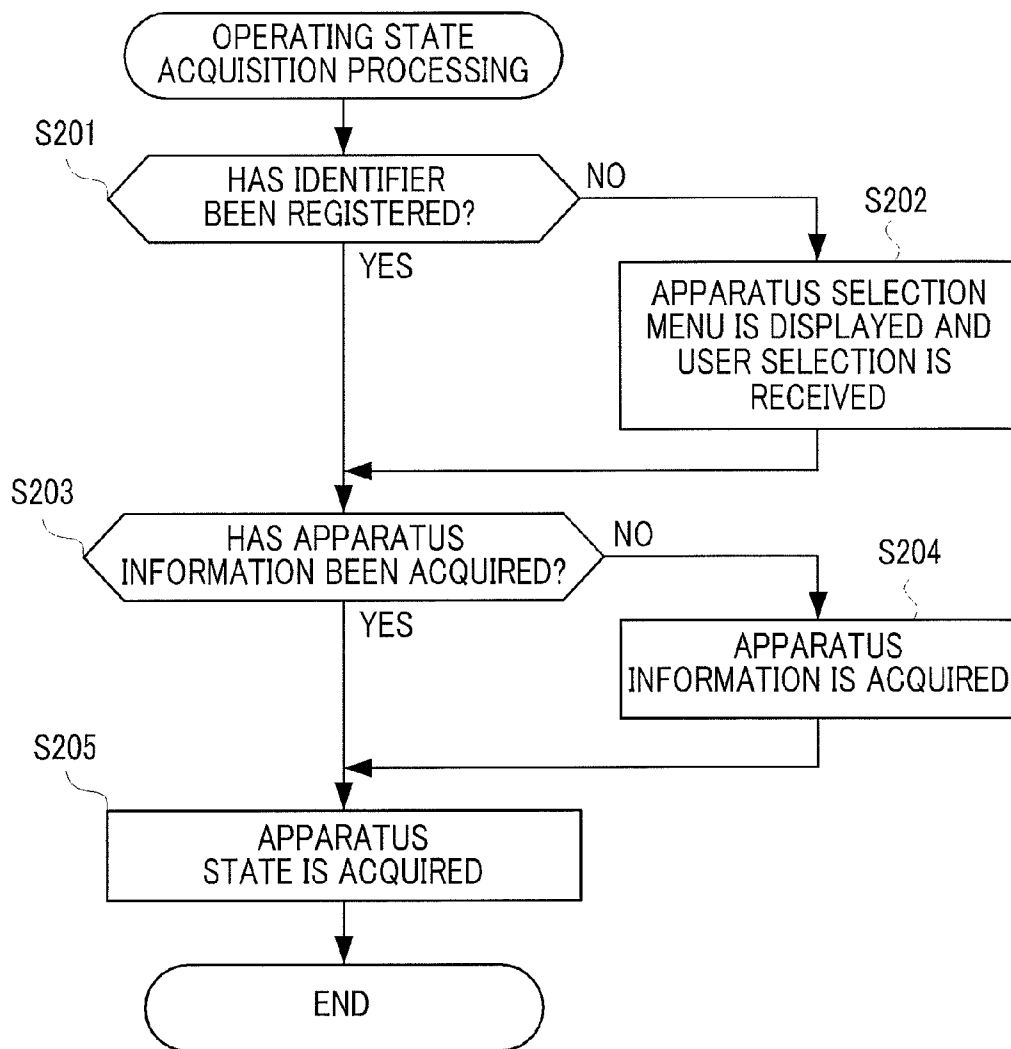 OPERATING STATE
ACQUISITION PROCESSING
S201
HAS IDENTIFIER
BEEN REGISTERED?
NO
YES
S202
APPARATUS SELECTION
MENU IS DISPLAYED AND
USER SELECTION IS
RECEIVED
S203
HAS APPARATUS
INFORMATION BEEN ACQUIRED?
NO
YES
S204
APPARATUS
INFORMATION IS ACQUIRED
S205
APPARATUS
STATE IS ACQUIRED
END